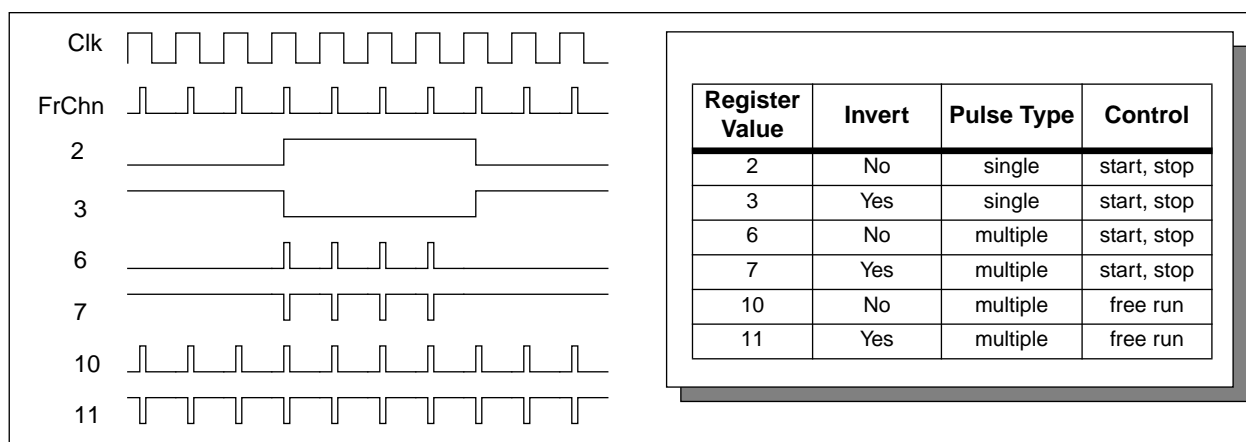 Clk
FrChn
2
3
6
7
10
11
Register Value Invert Pulse Type Control
2 No single start, stop
3 Yes single start, stop
6 No multiple start, stop
7 Yes multiple start, stop
10 No multiple free run
11 Yes multiple free run